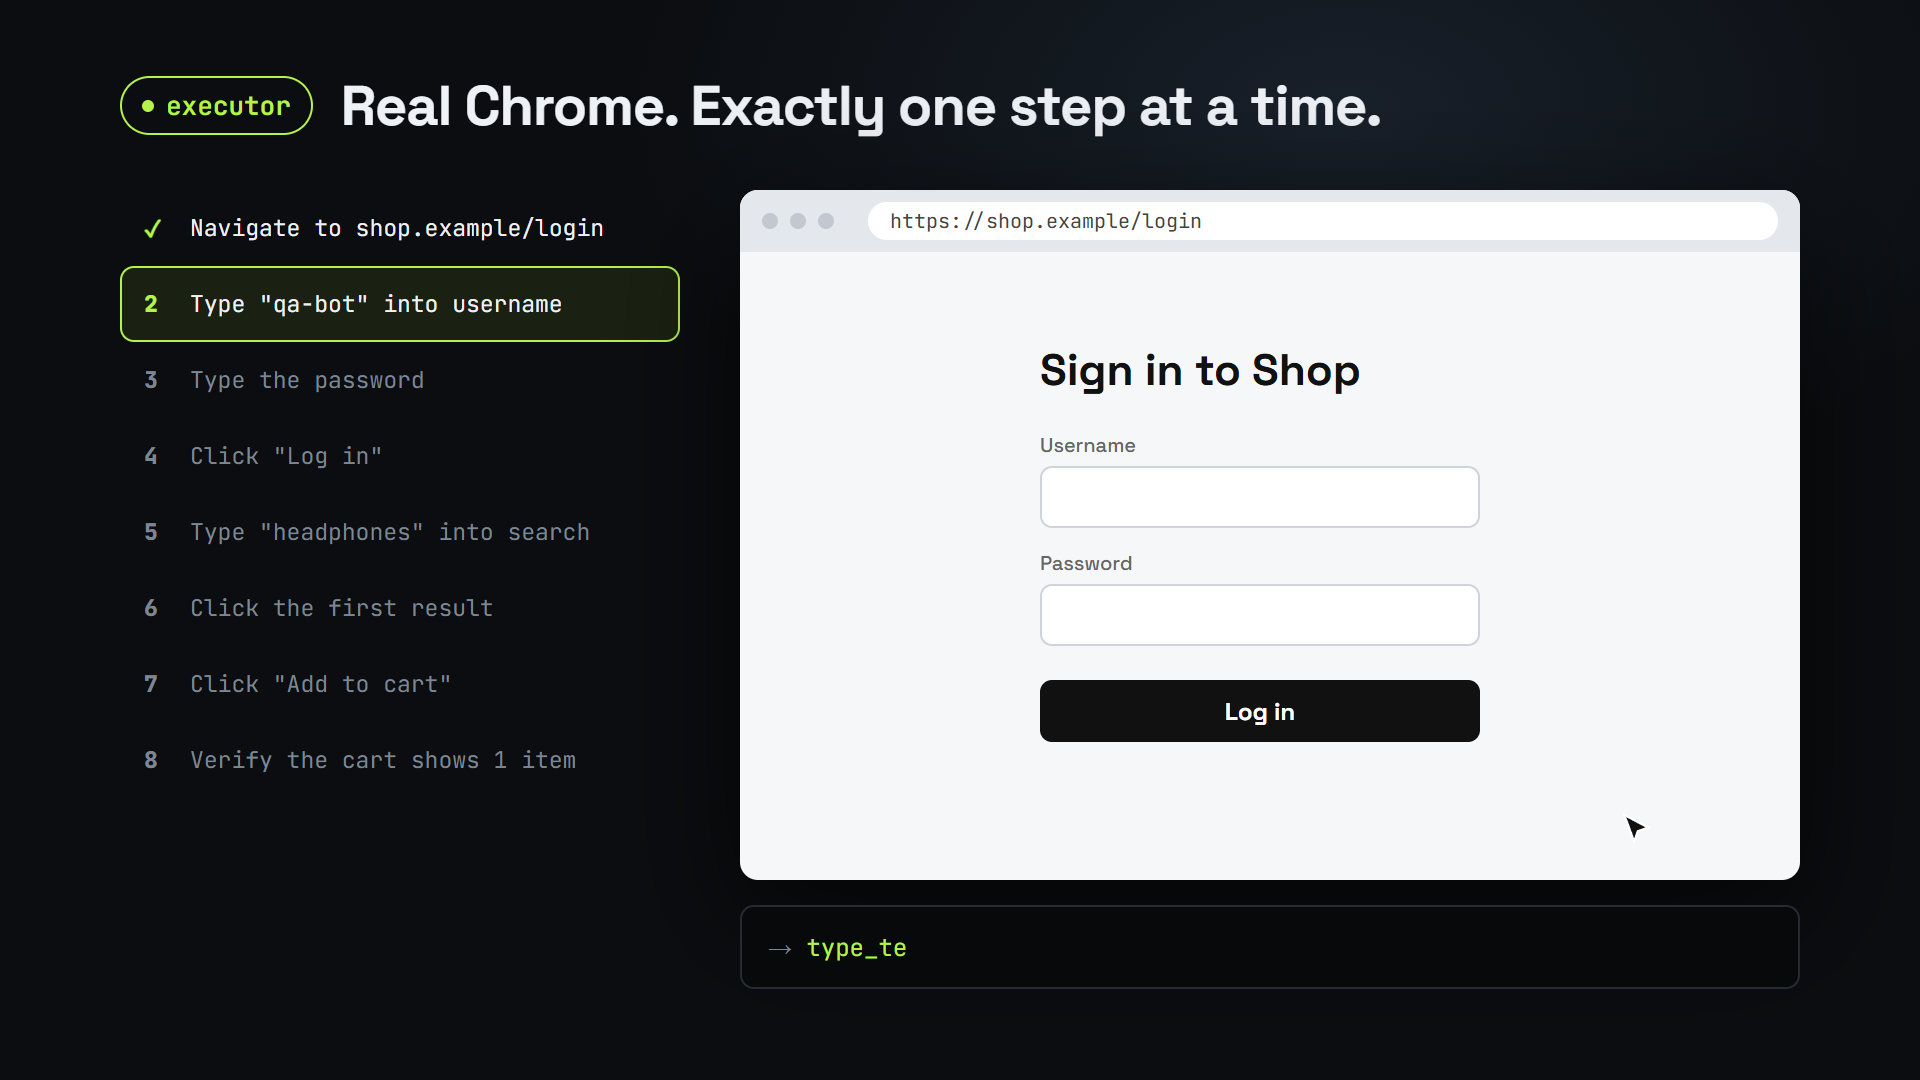 executor
Real Chrome. Exactly one step at a time.
✓ Navigate to shop.example/login
2 Type "qa-bot" into username
3 Type the password
4 Click "Log in"
5 Type "headphones" into search
6 Click the first result
7 Click "Add to cart"
8 Verify the cart shows 1 item
https://shop.example/login
Sign in to Shop
Username
Password
Log in
→ type_te